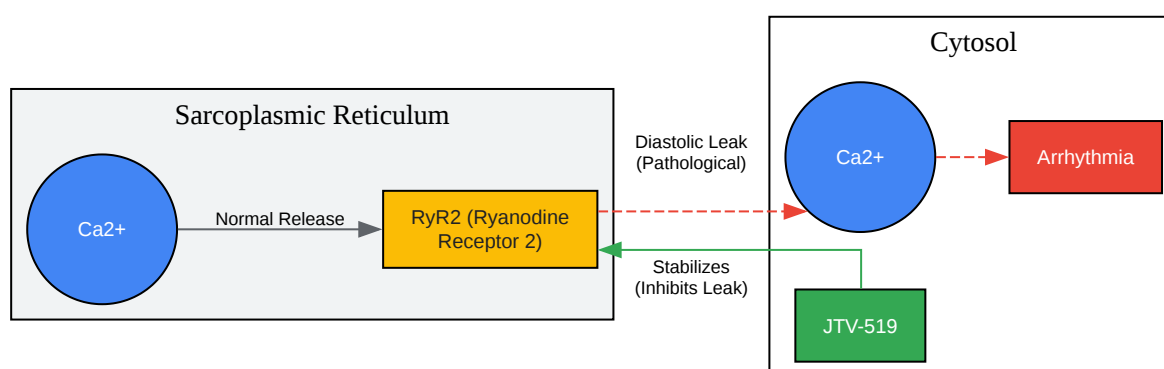 Cytosol
Sarcoplasmic Reticulum
Ca2+
Normal Release
RyR2 (Ryanodine
Receptor 2)
Diastolic Leak
(Pathological)
Ca2+
Arrhythmia
Stabilizes
(Inhibits Leak)
JTV-519